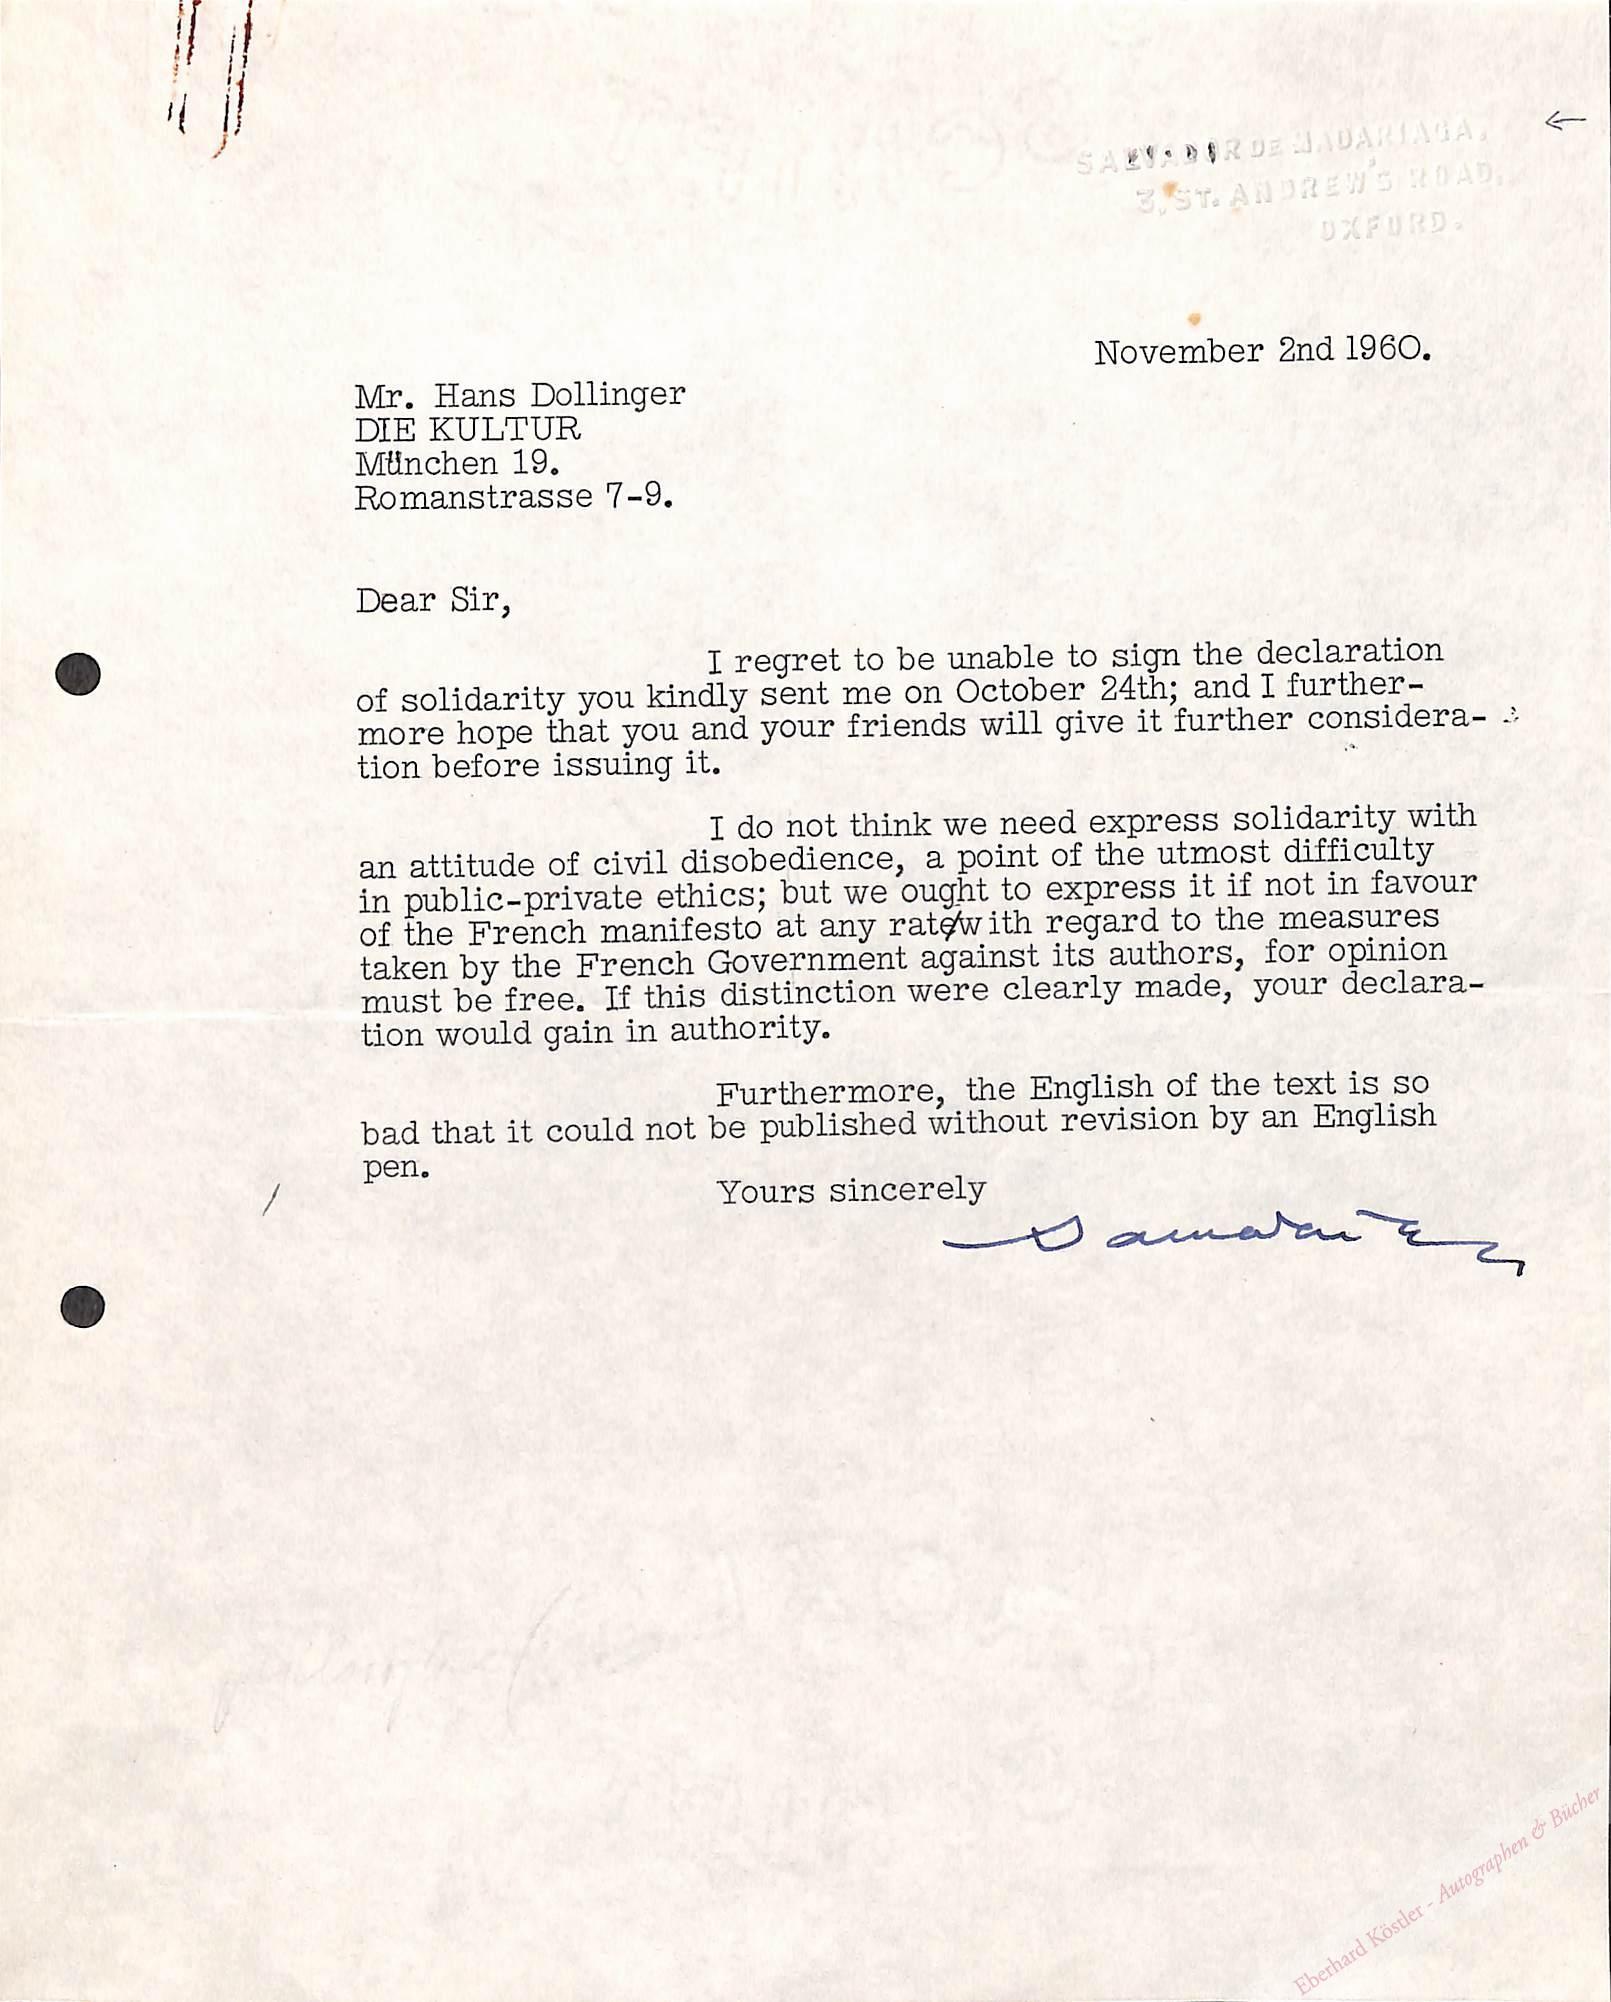 SALVADOR DE MADARIAGA.
3, ST. ANDREW'S ROAD,
OXFORD.
November 2nd 1960.
Mr. Hans Dollinger
DIE KULTUR
München 19.
Romanstrasse 7-9.
Dear Sir,
I regret to be unable to sign the declaration
of solidarity you kindly sent me on October 24th; and I further-
more hope that you and your friends will give it further considera-
tion before issuing it.
I do not think we need express solidarity with
an attitude of civil disobedience, a point of the utmost difficulty
in public-private ethics; but we ought to express it if not in favour
of the French manifesto at any rate/with regard to the measures
taken by the French Government against its authors, for opinion
must be free. If this distinction were clearly made, your declara-
tion would gain in authority.
Furthermore, the English of the text is so
bad that it could not be published without revision by an English
pen.
Yours sincerely
Eberhard Köstler - Autographen & Bücher